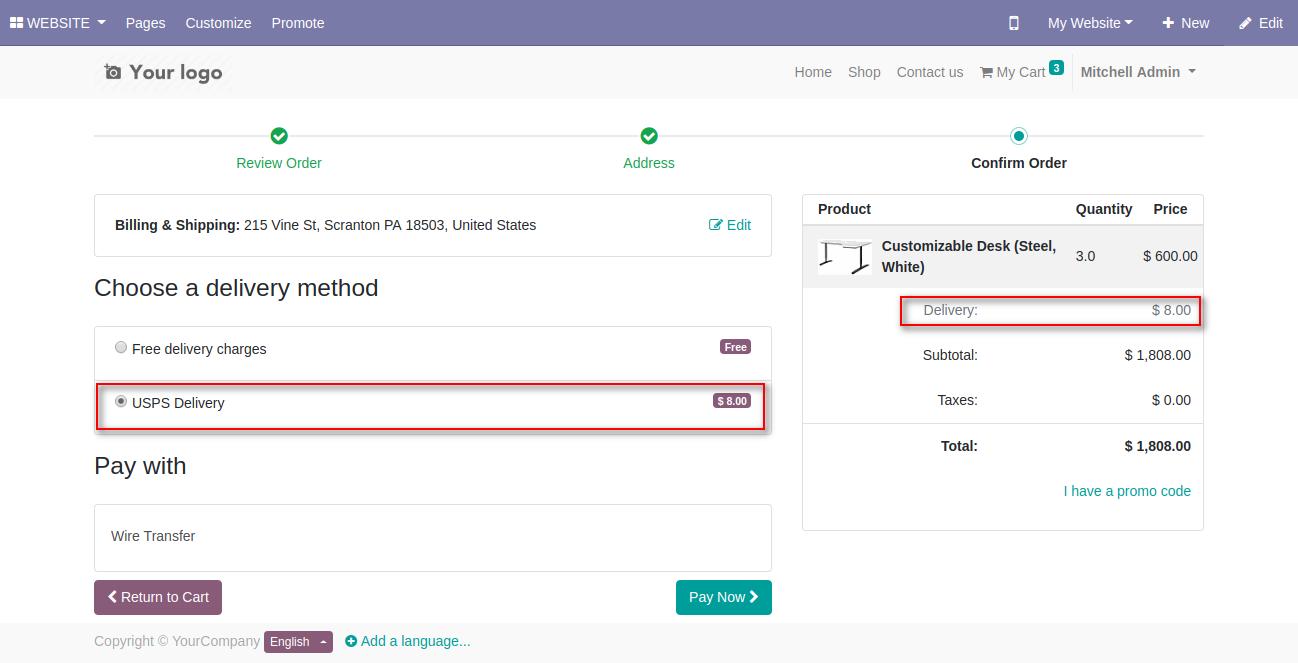 WEBSITE Pages Customize Promote My Website New Edit
Your logo Home Shop Contact us My Cart 3 Mitchell Admin
Review Order Address Confirm Order
Billing & Shipping: 215 Vine St, Scranton PA 18503, United States Edit
Choose a delivery method
Free delivery charges Free
USPS Delivery $ 8.00
Pay with
Wire Transfer
Return to Cart Pay Now
Product Quantity Price
Customizable Desk (Steel,
White) 3.0 $ 600.00
Delivery: $ 8.00
Subtotal: $ 1,808.00
Taxes: $ 0.00
Total: $ 1,808.00
I have a promo code
Copyright © YourCompany English Add a language...